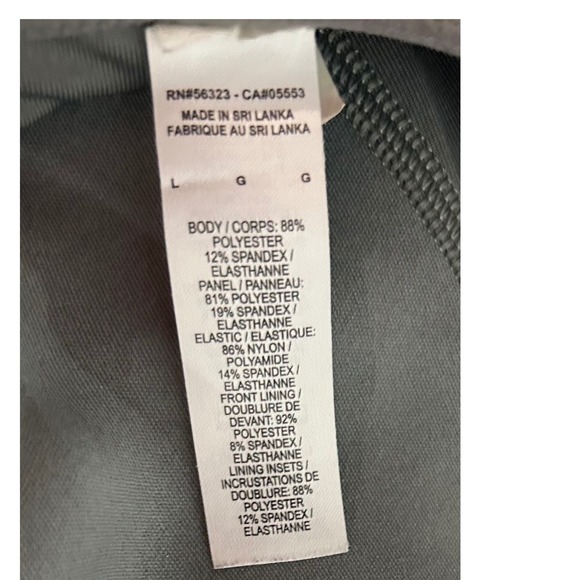 RN#56323 - CA#05553
MADE IN SRI LANKA
FABRIQUE AU SRI LANKA
L G G
BODY / CORPS: 88%
POLYESTER
12% SPANDEX /
ELASTHANNE
PANEL / PANNEAU:
81% POLYESTER
19% SPANDEX /
ELASTHANNE
ELASTIC / ELASTIQUE:
86% NYLON /
POLYAMIDE
14% SPANDEX /
ELASTHANNE
FRONT LINING /
DOUBLURE DE
DEVANT: 92%
POLYESTER
8% SPANDEX /
ELASTHANNE
LINING INSETS /
INCRUSTATIONS DE
DOUBLURE: 88%
POLYESTER
12% SPANDEX /
ELASTHANNE